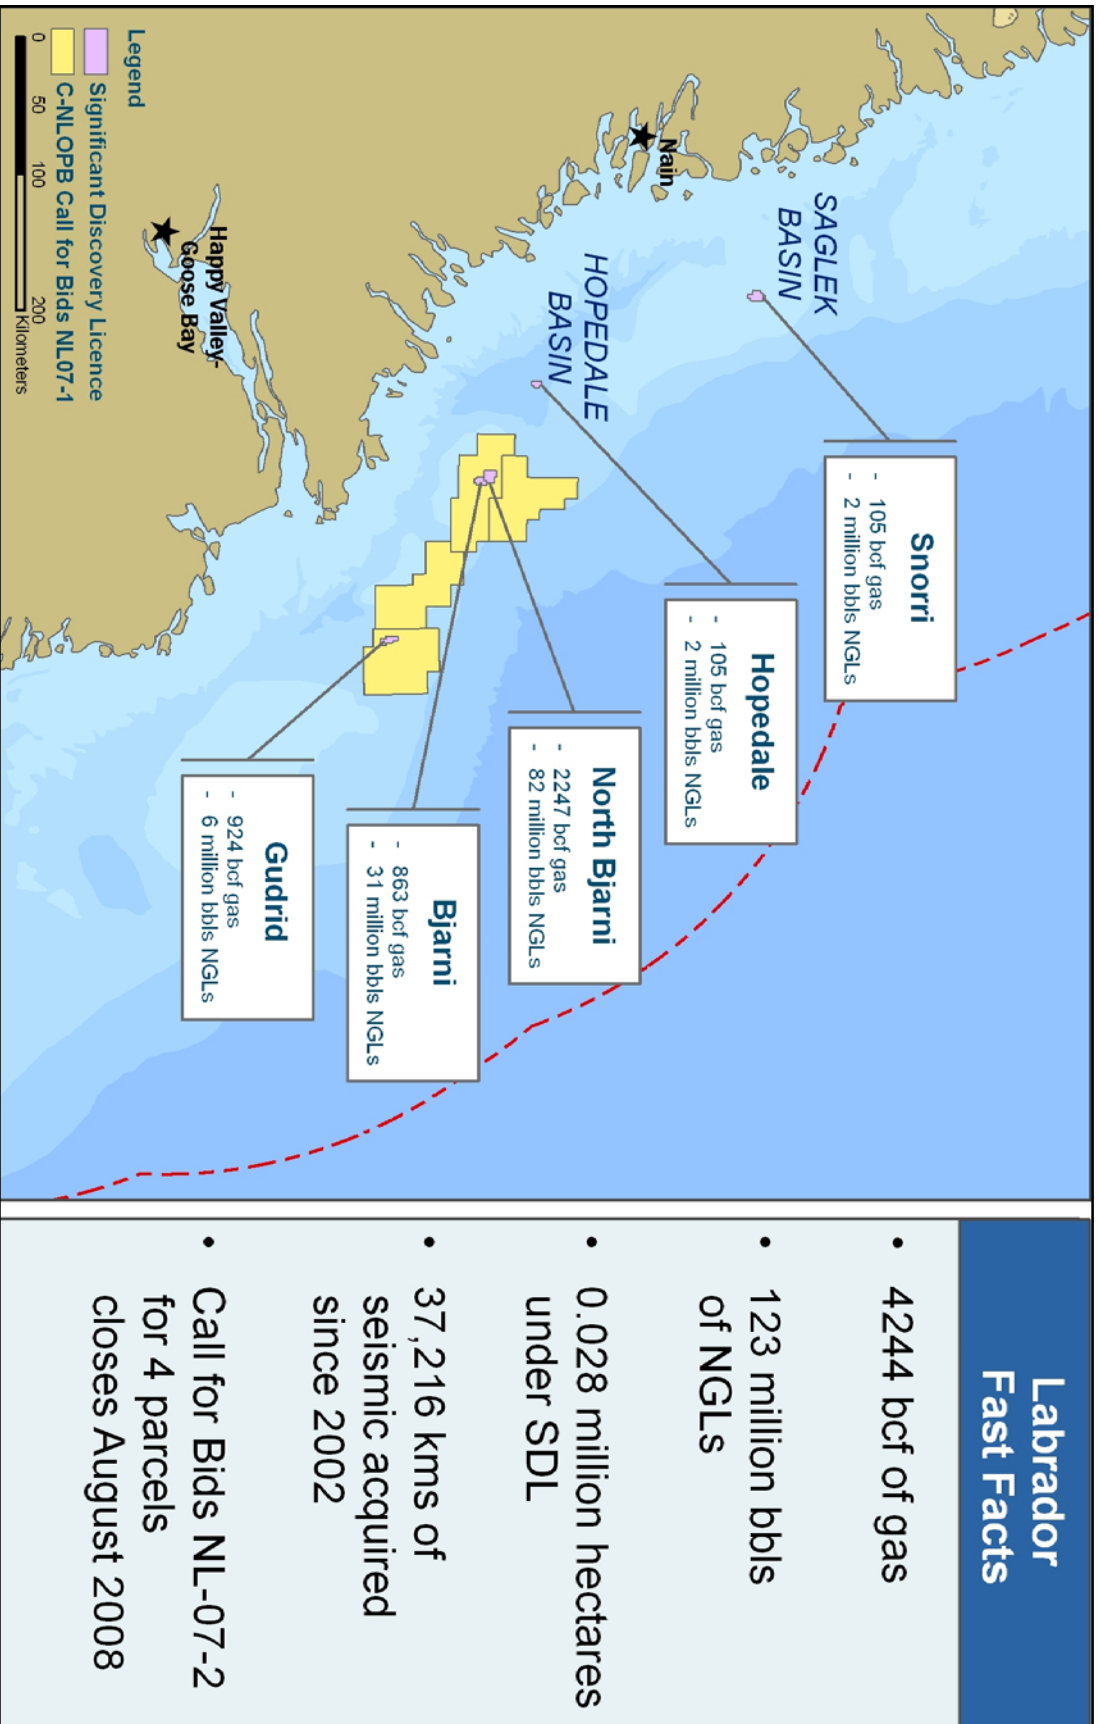 SAGLEK
BASIN
Nain
HOPEDALE
BASIN
Happy Valley-
Goose Bay
Snorri
- 105 bcf gas
- 2 million bbls NGLs
Hopedale
- 105 bcf gas
- 2 million bbls NGLs
North Bjarni
- 2247 bcf gas
- 82 million bbls NGLs
Bjarni
- 863 bcf gas
- 31 million bbls NGLs
Gudrid
- 924 bcf gas
- 6 million bbls NGLs
Legend
Significant Discovery Licence
C-NLOPB Call for Bids NL07-1
0 50 100 200
Kilometers
Labrador
Fast Facts
• 4244 bcf of gas
• 123 million bbls
of NGLs
• 0.028 million hectares
under SDL
• 37,216 kms of
seismic acquired
since 2002
• Call for Bids NL-07-2
for 4 parcels
closes August 2008